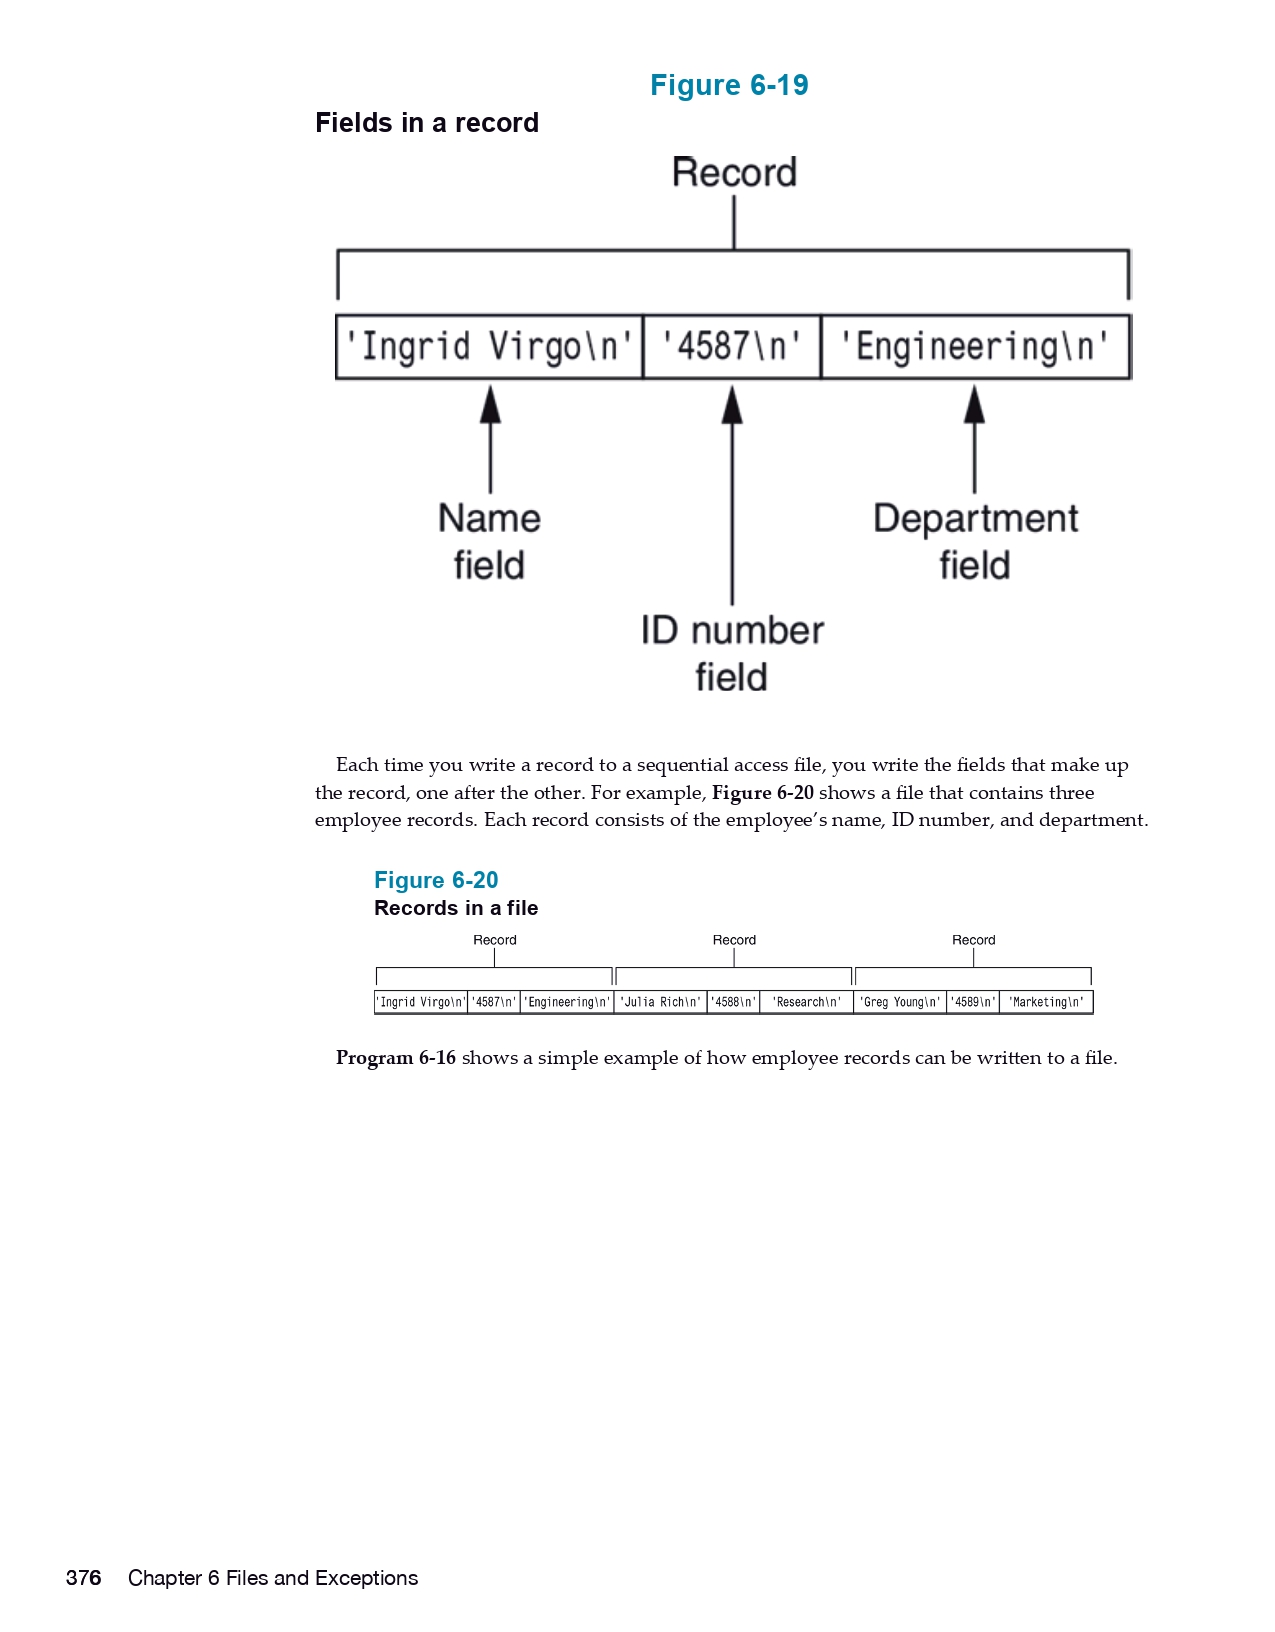 Figure 6-19
Fields in a record
Record
'Ingrid Virgo\n' '4587\n' 'Engineering\n'
Name
field
Department
field
ID number
field
Each time you write a record to a sequential access file, you write the fields that make up
the record, one after the other. For example, Figure 6-20 shows a file that contains three
employee records. Each record consists of the employee’s name, ID number, and department.
Figure 6-20
Records in a file
Record Record Record
'Ingrid Virgo\n' '4587\n' 'Engineering\n' 'Julia Rich\n' '4588\n' 'Research\n' 'Greg Young\n' '4589\n' 'Marketing\n'
Program 6-16 shows a simple example of how employee records can be written to a file.
376 Chapter 6 Files and Exceptions